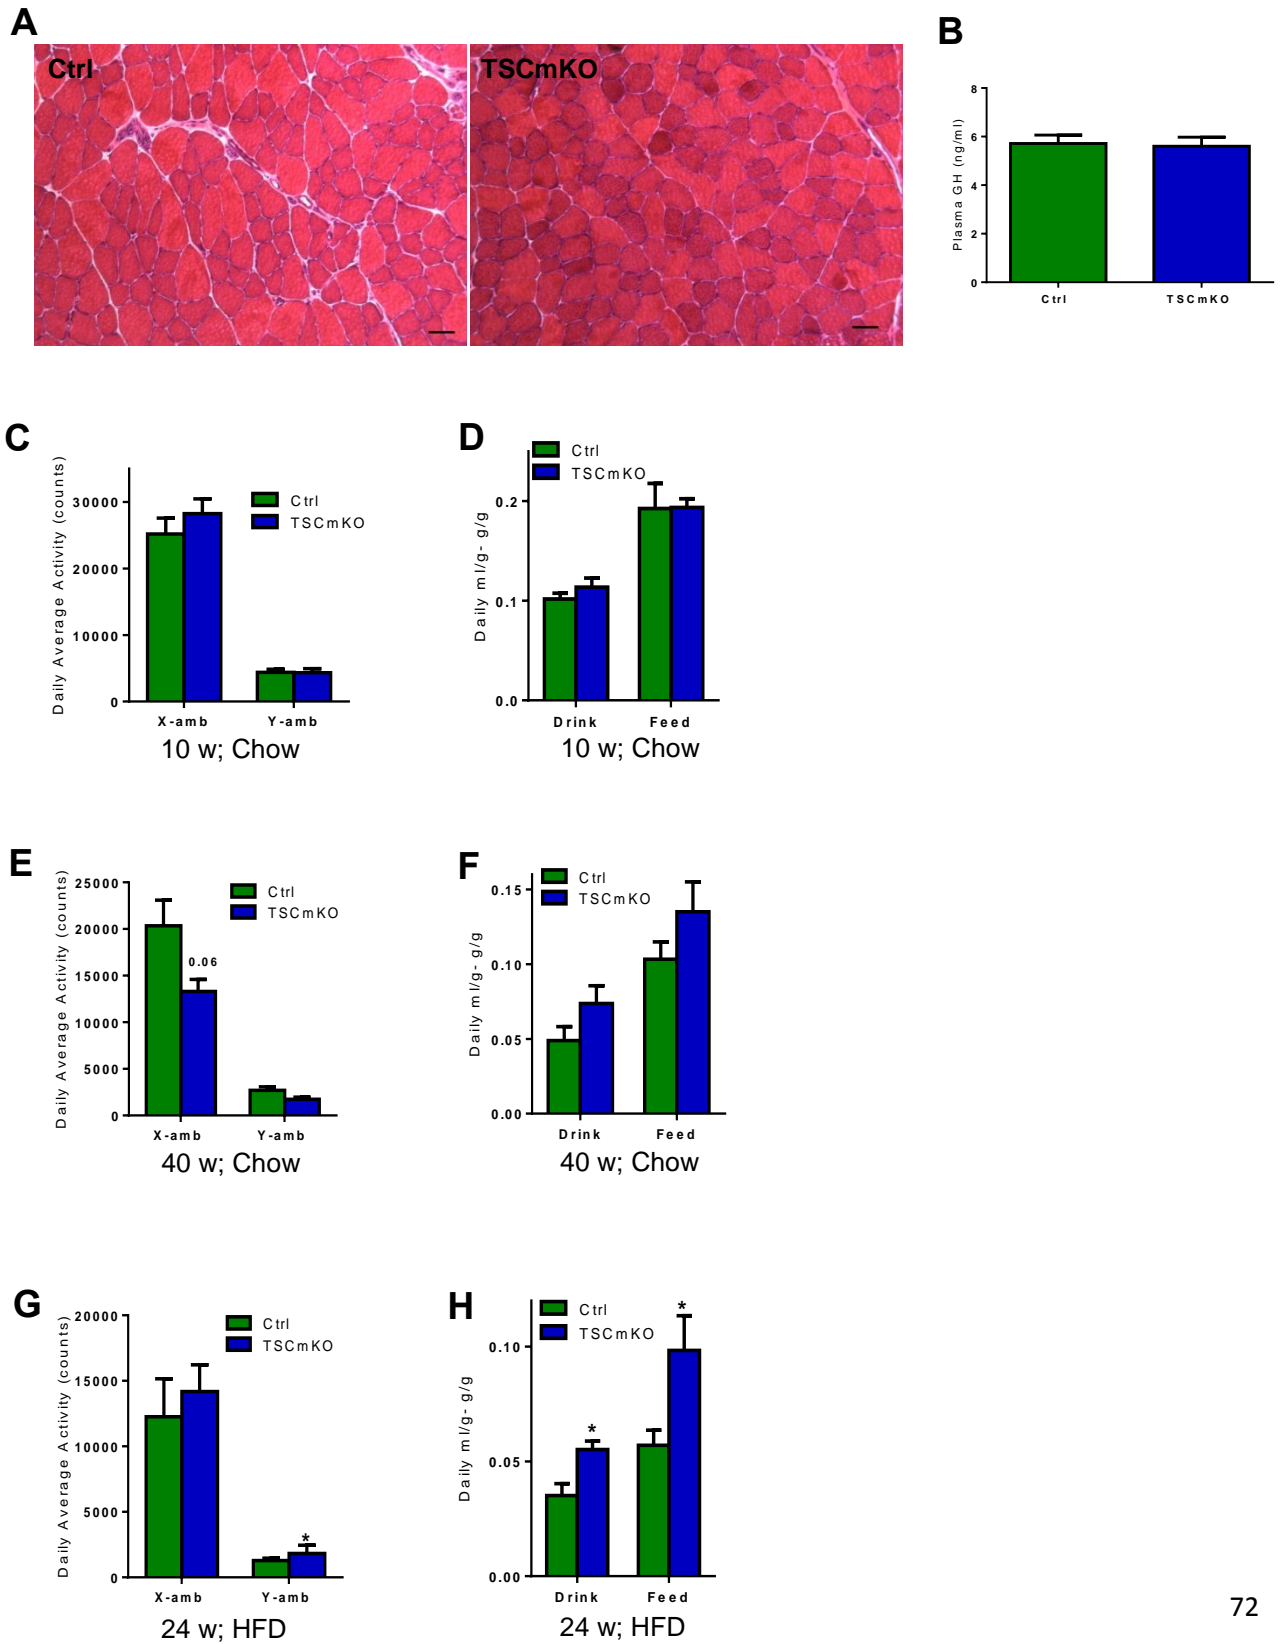 A
B
Ctrl
TSCmKO
Plasma GH (ng/ml)
8
6
4
2
0
Ctrl
TSCmKO
C
Daily Average Activity (counts)
30000
20000
10000
0
Ctrl
TSCmKO
X-amb
Y-amb
10 w; Chow
D
Daily ml/g- g/g
0.2
0.1
0.0
Ctrl
TSCmKO
Drink
Feed
10 w; Chow
E
Daily Average Activity (counts)
25000
20000
15000
10000
5000
0
Ctrl
TSCmKO
0.06
X-amb
Y-amb
40 w; Chow
F
Daily ml/g- g/g
0.15
0.10
0.05
0.00
Ctrl
TSCmKO
Drink
Feed
40 w; Chow
G
Daily Average Activity (counts)
20000
15000
10000
5000
0
Ctrl
TSCmKO
*
X-amb
Y-amb
24 w; HFD
H
Daily ml/g- g/g
0.10
0.05
0.00
Ctrl
TSCmKO
*
*
Drink
Feed
24 w; HFD
72